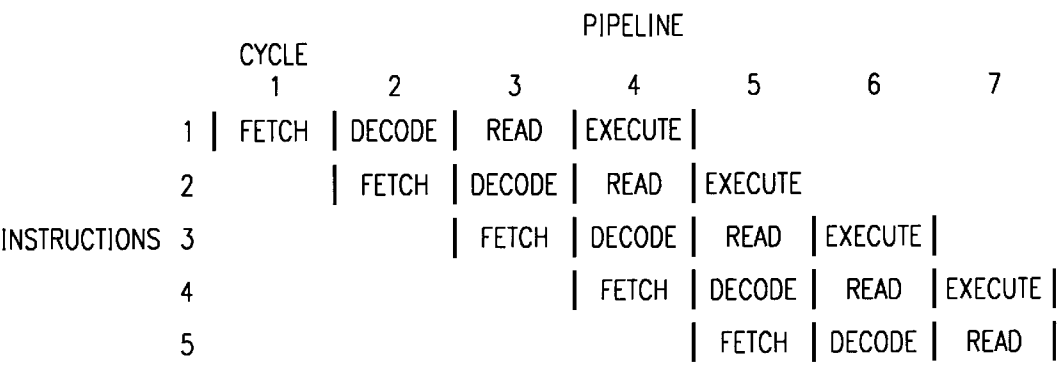 PIPELINE
CYCLE
1 2 3 4 5 6 7
1 FETCH DECODE READ EXECUTE
2 FETCH DECODE READ EXECUTE
INSTRUCTIONS 3 FETCH DECODE READ EXECUTE
4 FETCH DECODE READ EXECUTE
5 FETCH DECODE READ